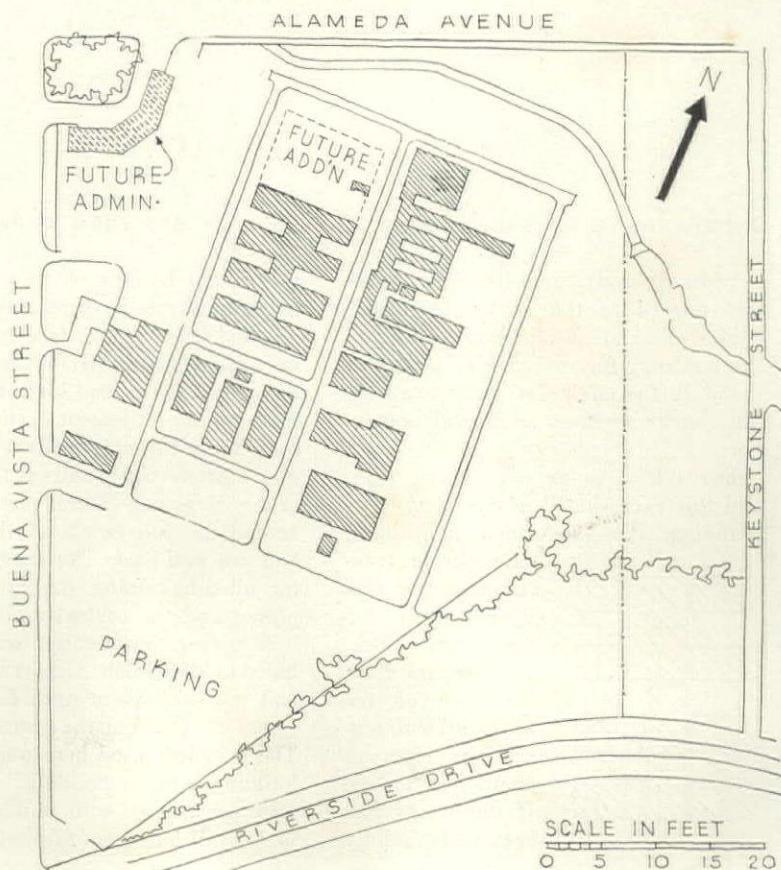 ALAMEDA AVENUE
N
FUTURE
ADD'N
FUTURE
ADMIN.
BUENA VISTA STREET
KEYSTONE STREET
PARKING
RIVERSIDE DRIVE
SCALE IN FEET
0 5 10 15 20